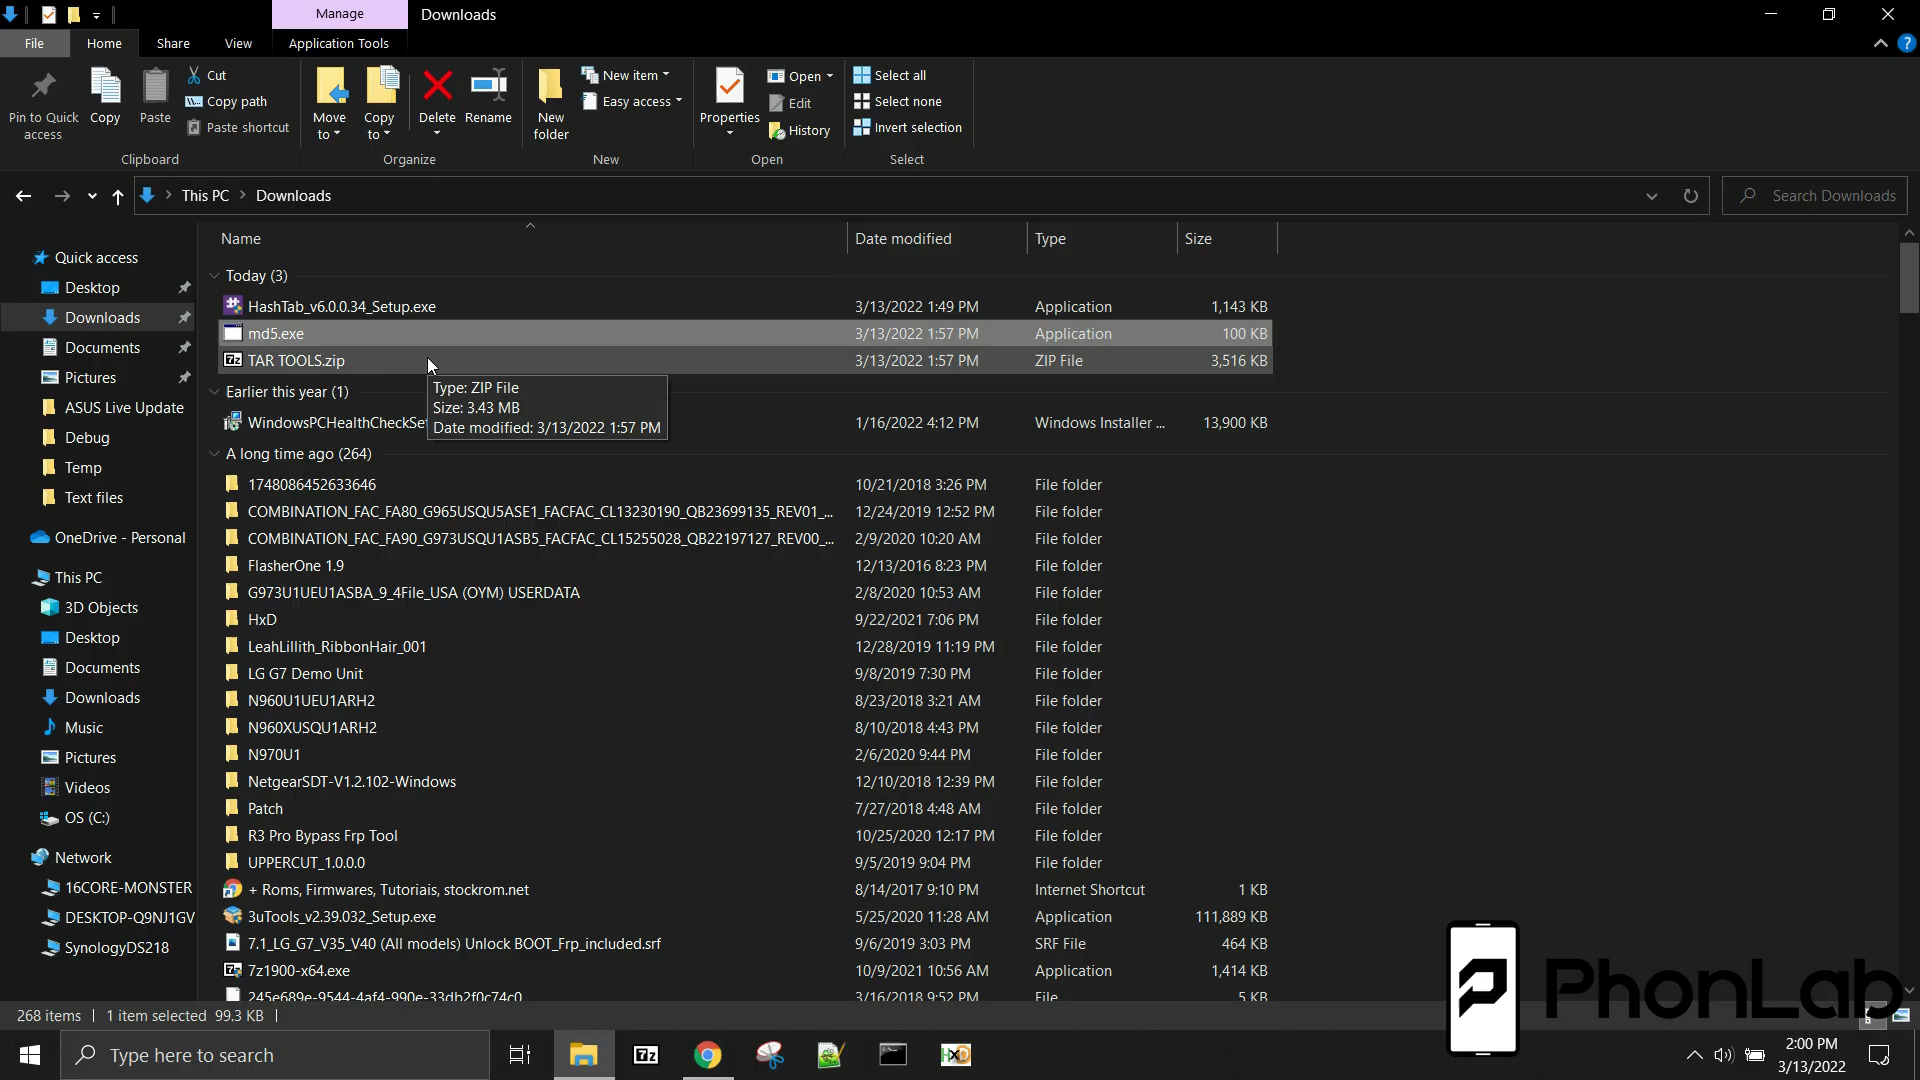 Manage
Downloads
File
Home
Share
View
Application Tools
Pin to Quick
access
Copy
Paste
Cut
Copy path
Paste shortcut
Clipboard
Move
to
Copy
to
Delete
Rename
Organize
New
folder
New item
Easy access
New
Properties
Open
Edit
History
Open
Select all
Select none
Invert selection
Select
This PC
Downloads
Search Downloads
Quick access
Desktop
Downloads
Documents
Pictures
ASUS Live Update
Debug
Temp
Text files
OneDrive - Personal
This PC
3D Objects
Desktop
Documents
Downloads
Music
Pictures
Videos
OS (C:)
Network
16CORE-MONSTER
DESKTOP-Q9NJ1GV
SynologyDS218
Name Date modified Type Size
Today (3)
HashTab_v6.0.0.34_Setup.exe 3/13/2022 1:49 PM Application 1,143 KB
md5.exe 3/13/2022 1:57 PM Application 100 KB
TAR TOOLS.zip 3/13/2022 1:57 PM ZIP File 3,516 KB
Type: ZIP File
Size: 3.43 MB
Date modified: 3/13/2022 1:57 PM
Earlier this year (1)
WindowsPCHealthCheckSe 1/16/2022 4:12 PM Windows Installer ... 13,900 KB
A long time ago (264)
1748086452633646 10/21/2018 3:26 PM File folder
COMBINATION_FAC_FA80_G965USQU5ASE1_FACFAC_CL13230190_QB23699135_REV01_... 12/24/2019 12:52 PM File folder
COMBINATION_FAC_FA90_G973USQU1ASB5_FACFAC_CL15255028_QB22197127_REV00_... 2/9/2020 10:20 AM File folder
FlasherOne 1.9 12/13/2016 8:23 PM File folder
G973U1UEU1ASBA_9_4File_USA (OYM) USERDATA 2/8/2020 10:53 AM File folder
HxD 9/22/2021 7:06 PM File folder
LeahLillith_RibbonHair_001 12/28/2019 11:19 PM File folder
LG G7 Demo Unit 9/8/2019 7:30 PM File folder
N960U1UEU1ARH2 8/23/2018 3:21 AM File folder
N960XUSQU1ARH2 8/10/2018 4:43 PM File folder
N970U1 2/6/2020 9:44 PM File folder
NetgearSDT-V1.2.102-Windows 12/10/2018 12:39 PM File folder
Patch 7/27/2018 4:48 AM File folder
R3 Pro Bypass Frp Tool 10/25/2020 12:17 PM File folder
UPPERCUT_1.0.0.0 9/5/2019 9:04 PM File folder
+ Roms, Firmwares, Tutoriais, stockrom.net 8/14/2017 9:10 PM Internet Shortcut 1 KB
3uTools_v2.39.032_Setup.exe 5/25/2020 11:28 AM Application 111,889 KB
7.1_LG_G7_V35_V40 (All models) Unlock BOOT_Frp_included.srf 9/6/2019 3:03 PM SRF File 464 KB
7z1900-x64.exe 10/9/2021 10:56 AM Application 1,414 KB
245e689e-9544-4af4-990e-33db2f0c74c0 3/16/2018 9:52 PM File 5 KB
PhonLab
268 items 1 item selected 99.3 KB
Type here to search
7z
2:00 PM
3/13/2022